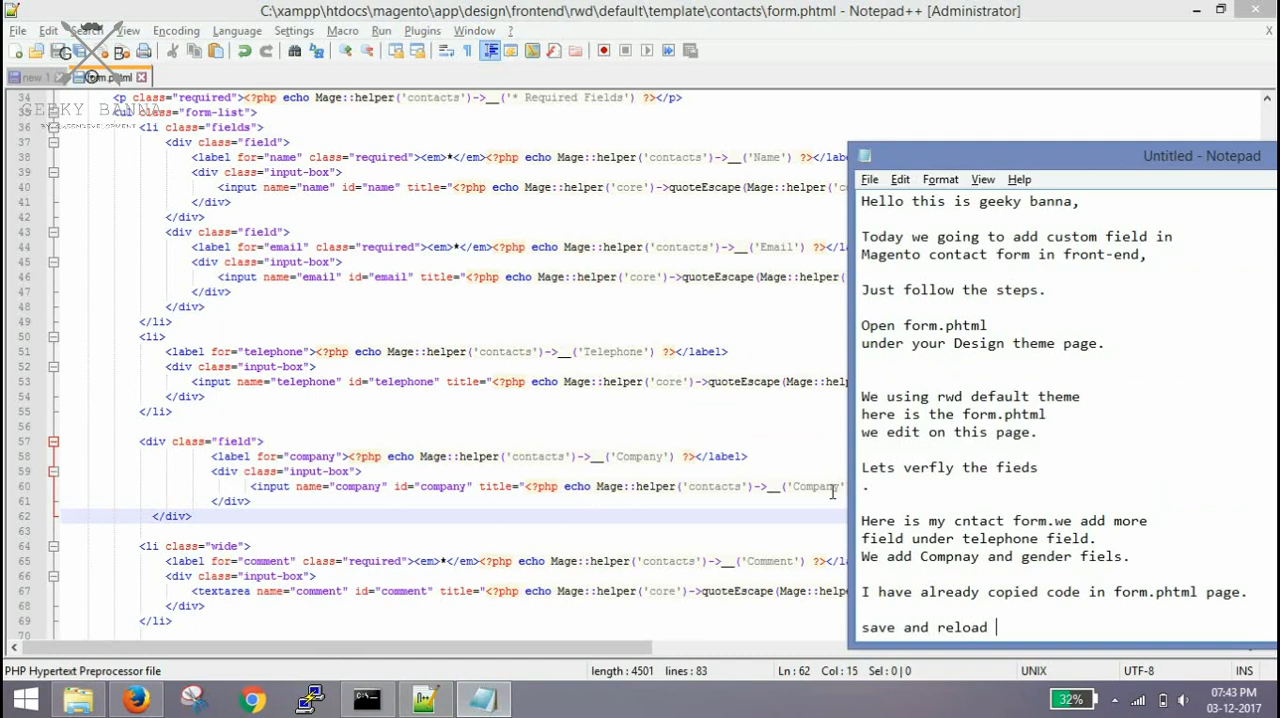 C:\xampp\htdocs\magento\app\design\frontend\rwd\default\template\contacts\form.phtml - Notepad++ [Administrator]
File Edit Search View Encoding Language Settings Macro Run Plugins Window ? X
G B
new 1 form.phtml
GEEKY BANNA
34 <p class="required"><?php echo Mage::helper('contacts')->__('* Required Fields') ?></p>
35 <ul class="form-list">
36 <li class="fields">
37 <div class="field">
38 <label for="name" class="required"><em>*</em><?php echo Mage::helper('contacts')->__('Name') ?></lab
39 <div class="input-box">
40 <input name="name" id="name" title="<?php echo Mage::helper('core')->quoteEscape(Mage::helper('co
41 </div>
42 </div>
43 <div class="field">
44 <label for="email" class="required"><em>*</em><?php echo Mage::helper('contacts')->__('Email') ?></l
45 <div class="input-box">
46 <input name="email" id="email" title="<?php echo Mage::helper('core')->quoteEscape(Mage::helper('
47 </div>
48 </div>
49 </li>
50 <li>
51 <label for="telephone"><?php echo Mage::helper('contacts')->__('Telephone') ?></label>
52 <div class="input-box">
53 <input name="telephone" id="telephone" title="<?php echo Mage::helper('core')->quoteEscape(Mage::help
54 </div>
55 </li>
56
57 <div class="field">
58 <label for="company"><?php echo Mage::helper('contacts')->__('Company') ?></label>
59 <div class="input-box">
60 <input name="company" id="company" title="<?php echo Mage::helper('contacts')->__('Company'
61 </div>
62 </div>
63
64 <li class="wide">
65 <label for="comment" class="required"><em>*</em><?php echo Mage::helper('contacts')->__('Comment') ?></la
66 <div class="input-box">
67 <textarea name="comment" id="comment" title="<?php echo Mage::helper('core')->quoteEscape(Mage::helpe
68 </div>
69 </li>
70
Untitled - Notepad
File Edit Format View Help
Hello this is geeky banna,
Today we going to add custom field in
Magento contact form in front-end,
Just follow the steps.
Open form.phtml
under your Design theme page.
We using rwd default theme
here is the form.phtml
we edit on this page.
Lets verfly the fieds
.
Here is my cntact form.we add more
field under telephone field.
We add Compnay and gender fiels.
I have already copied code in form.phtml page.
save and reload
PHP Hypertext Preprocessor file length : 4501 lines : 83 Ln : 62 Col : 15 Sel : 0 | 0 UNIX UTF-8 INS
32% 07:43 PM
03-12-2017